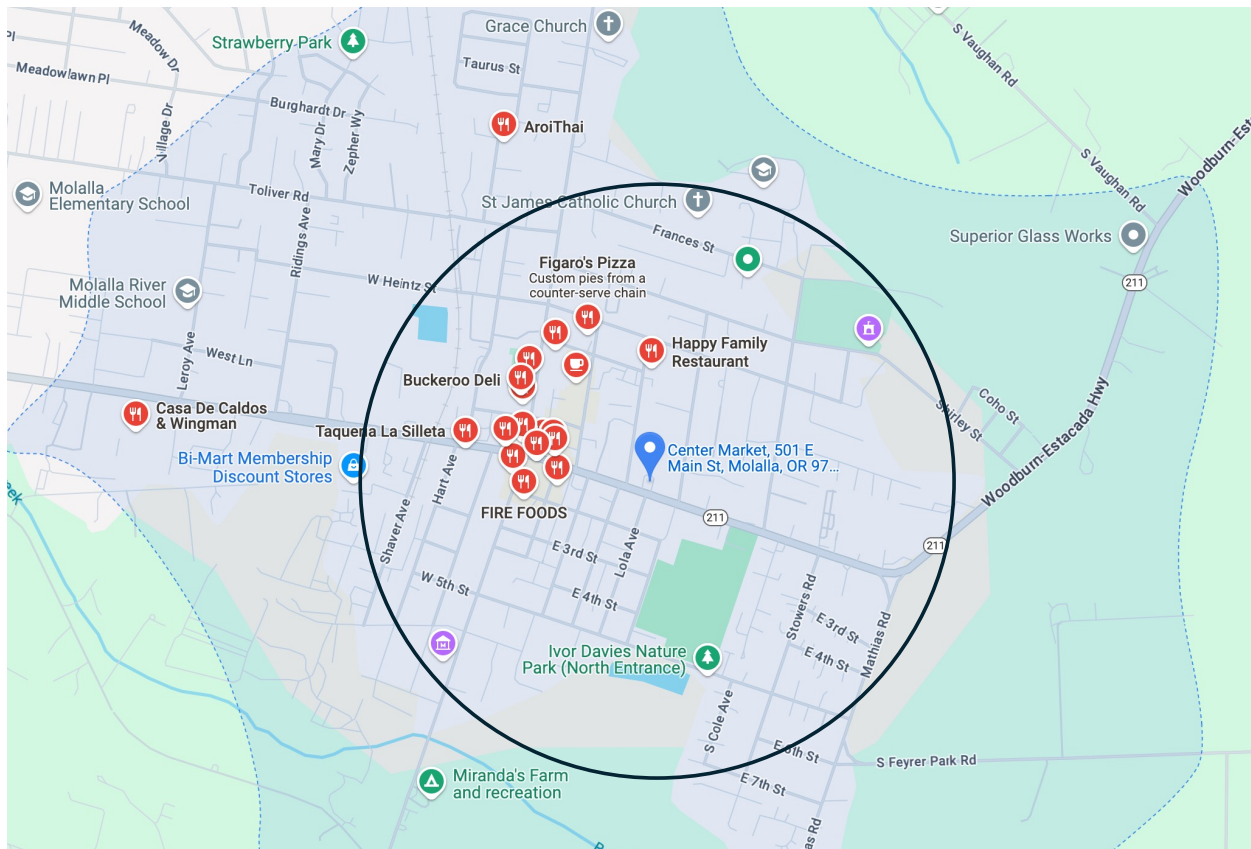 Grace Church
Strawberry Park
Meadow Dr
Pl
Meadowlawn Pl
Taurus St
S Vaughan Rd
Burghardt Dr
Village Dr
Mary Dr
Zepher Wy
AroiThai
S Vaughan Rd
Woodburn-Esta
Molalla
Elementary School
Toliver Rd
St James Catholic Church
Ridings Ave
Frances St
Superior Glass Works
Figaro's Pizza
Custom pies from a
counter-serve chain
W Heintz St
211
Molalla River
Middle School
Happy Family
Restaurant
Leroy Ave
West Ln
Buckeroo Deli
Coho St
Shirley St
Casa De Caldos
& Wingman
Taqueria La Silleta
Woodburn-Estacada Hwy
Bi-Mart Membership
Discount Stores
Center Market, 501 E
Main St, Molalla, OR 97...
Hart Ave
eek
FIRE FOODS
211
Shaver Ave
211
E 3rd St
Lola Ave
W 5th St
E 4th St
Stowers Rd
E 3rd St
E 4th St
Mathias Rd
Ivor Davies Nature
Park (North Entrance)
S Cole Ave
E 6th St
S Feyrer Park Rd
E 7th St
Miranda's Farm
and recreation
as Rd